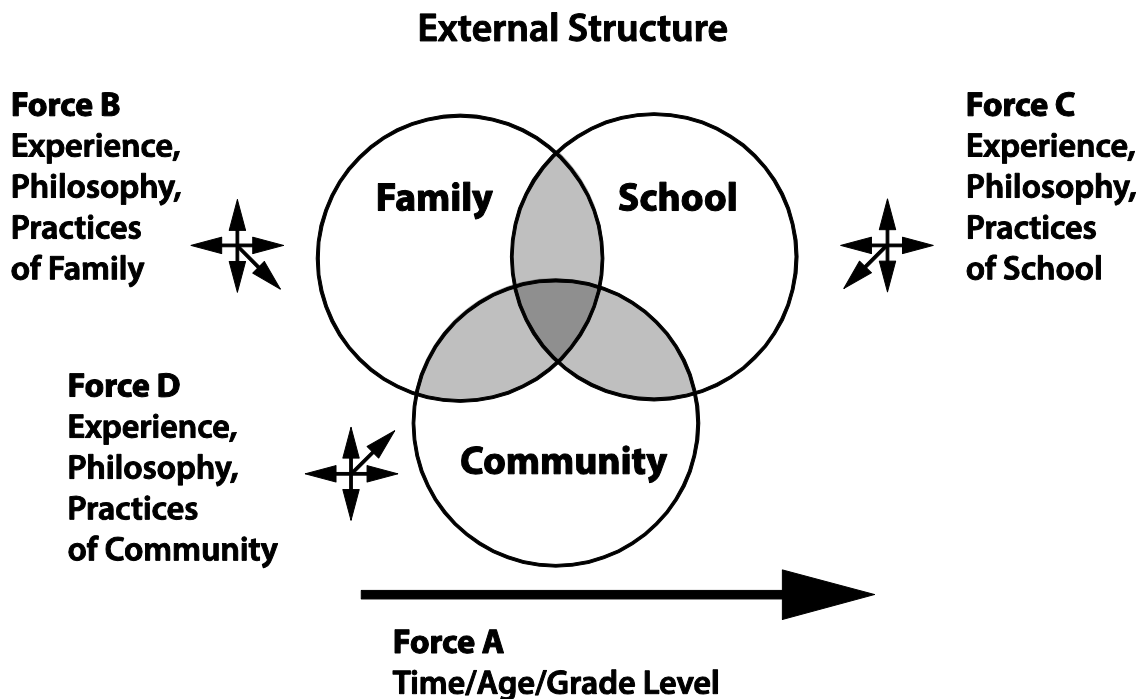 External Structure
Force B
Experience,
Philosophy,
Practices
of Family
Family
School
Force C
Experience,
Philosophy,
Practices
of School
Force D
Experience,
Philosophy,
Practices
of Community
Community
Force A
Time/Age/Grade Level